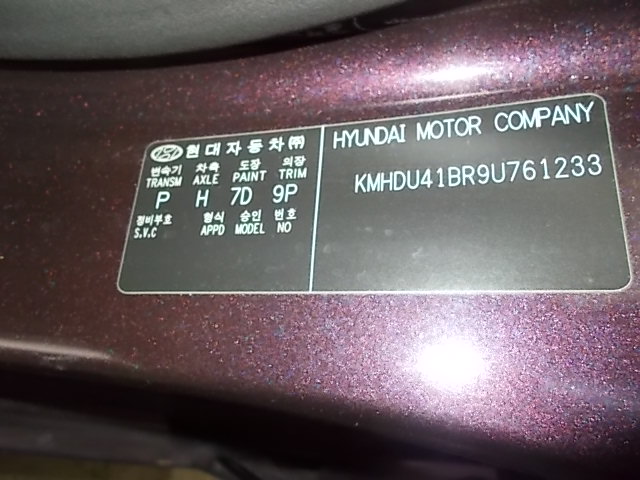 현대자동차㈜
변속기 차축 도장 의장
TRANSM AXLE PAINT TRIM
P H 7D 9P
정비부호 형식 승인 번호
S.V.C APPD MODEL NO
HYUNDAI MOTOR COMPANY
KMHDU41BR9U761233